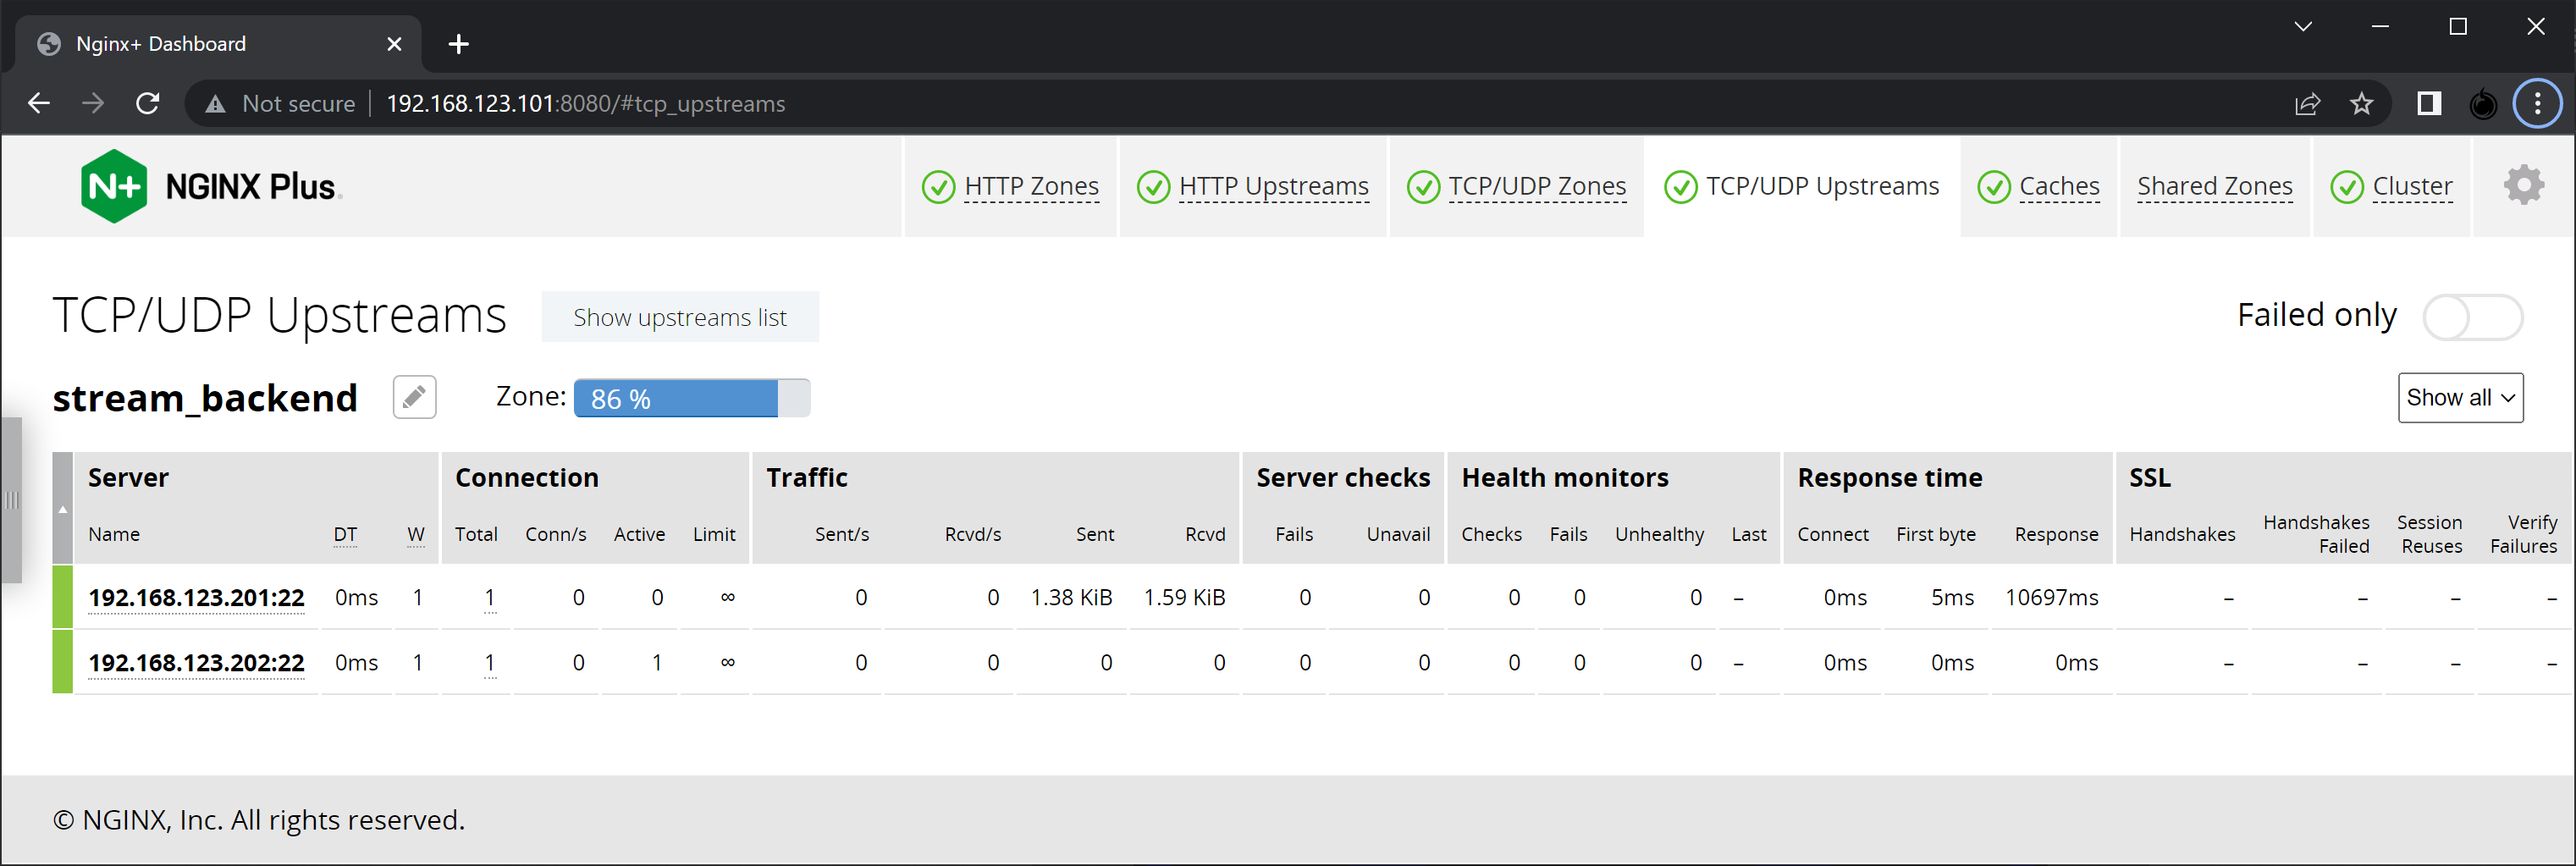 Nginx+ Dashboard
Not secure 192.168.123.101:8080/#tcp_upstreams
N+ NGINX Plus.
HTTP Zones HTTP Upstreams TCP/UDP Zones TCP/UDP Upstreams Caches Shared Zones Cluster
TCP/UDP Upstreams Show upstreams list Failed only
stream_backend Zone: 86 % Show all
Server Connection Traffic Server checks Health monitors Response time SSL
Name DT W Total Conn/s Active Limit Sent/s Rcvd/s Sent Rcvd Fails Unavail Checks Fails Unhealthy Last Connect First byte Response Handshakes Handshakes Failed Session Reuses Verify Failures
192.168.123.201:22 0ms 1 1 0 0 ∞ 0 0 1.38 KiB 1.59 KiB 0 0 0 0 0 – 0ms 5ms 10697ms – – – –
192.168.123.202:22 0ms 1 1 0 1 ∞ 0 0 0 0 0 0 0 0 0 – 0ms 0ms 0ms – – – –
© NGINX, Inc. All rights reserved.